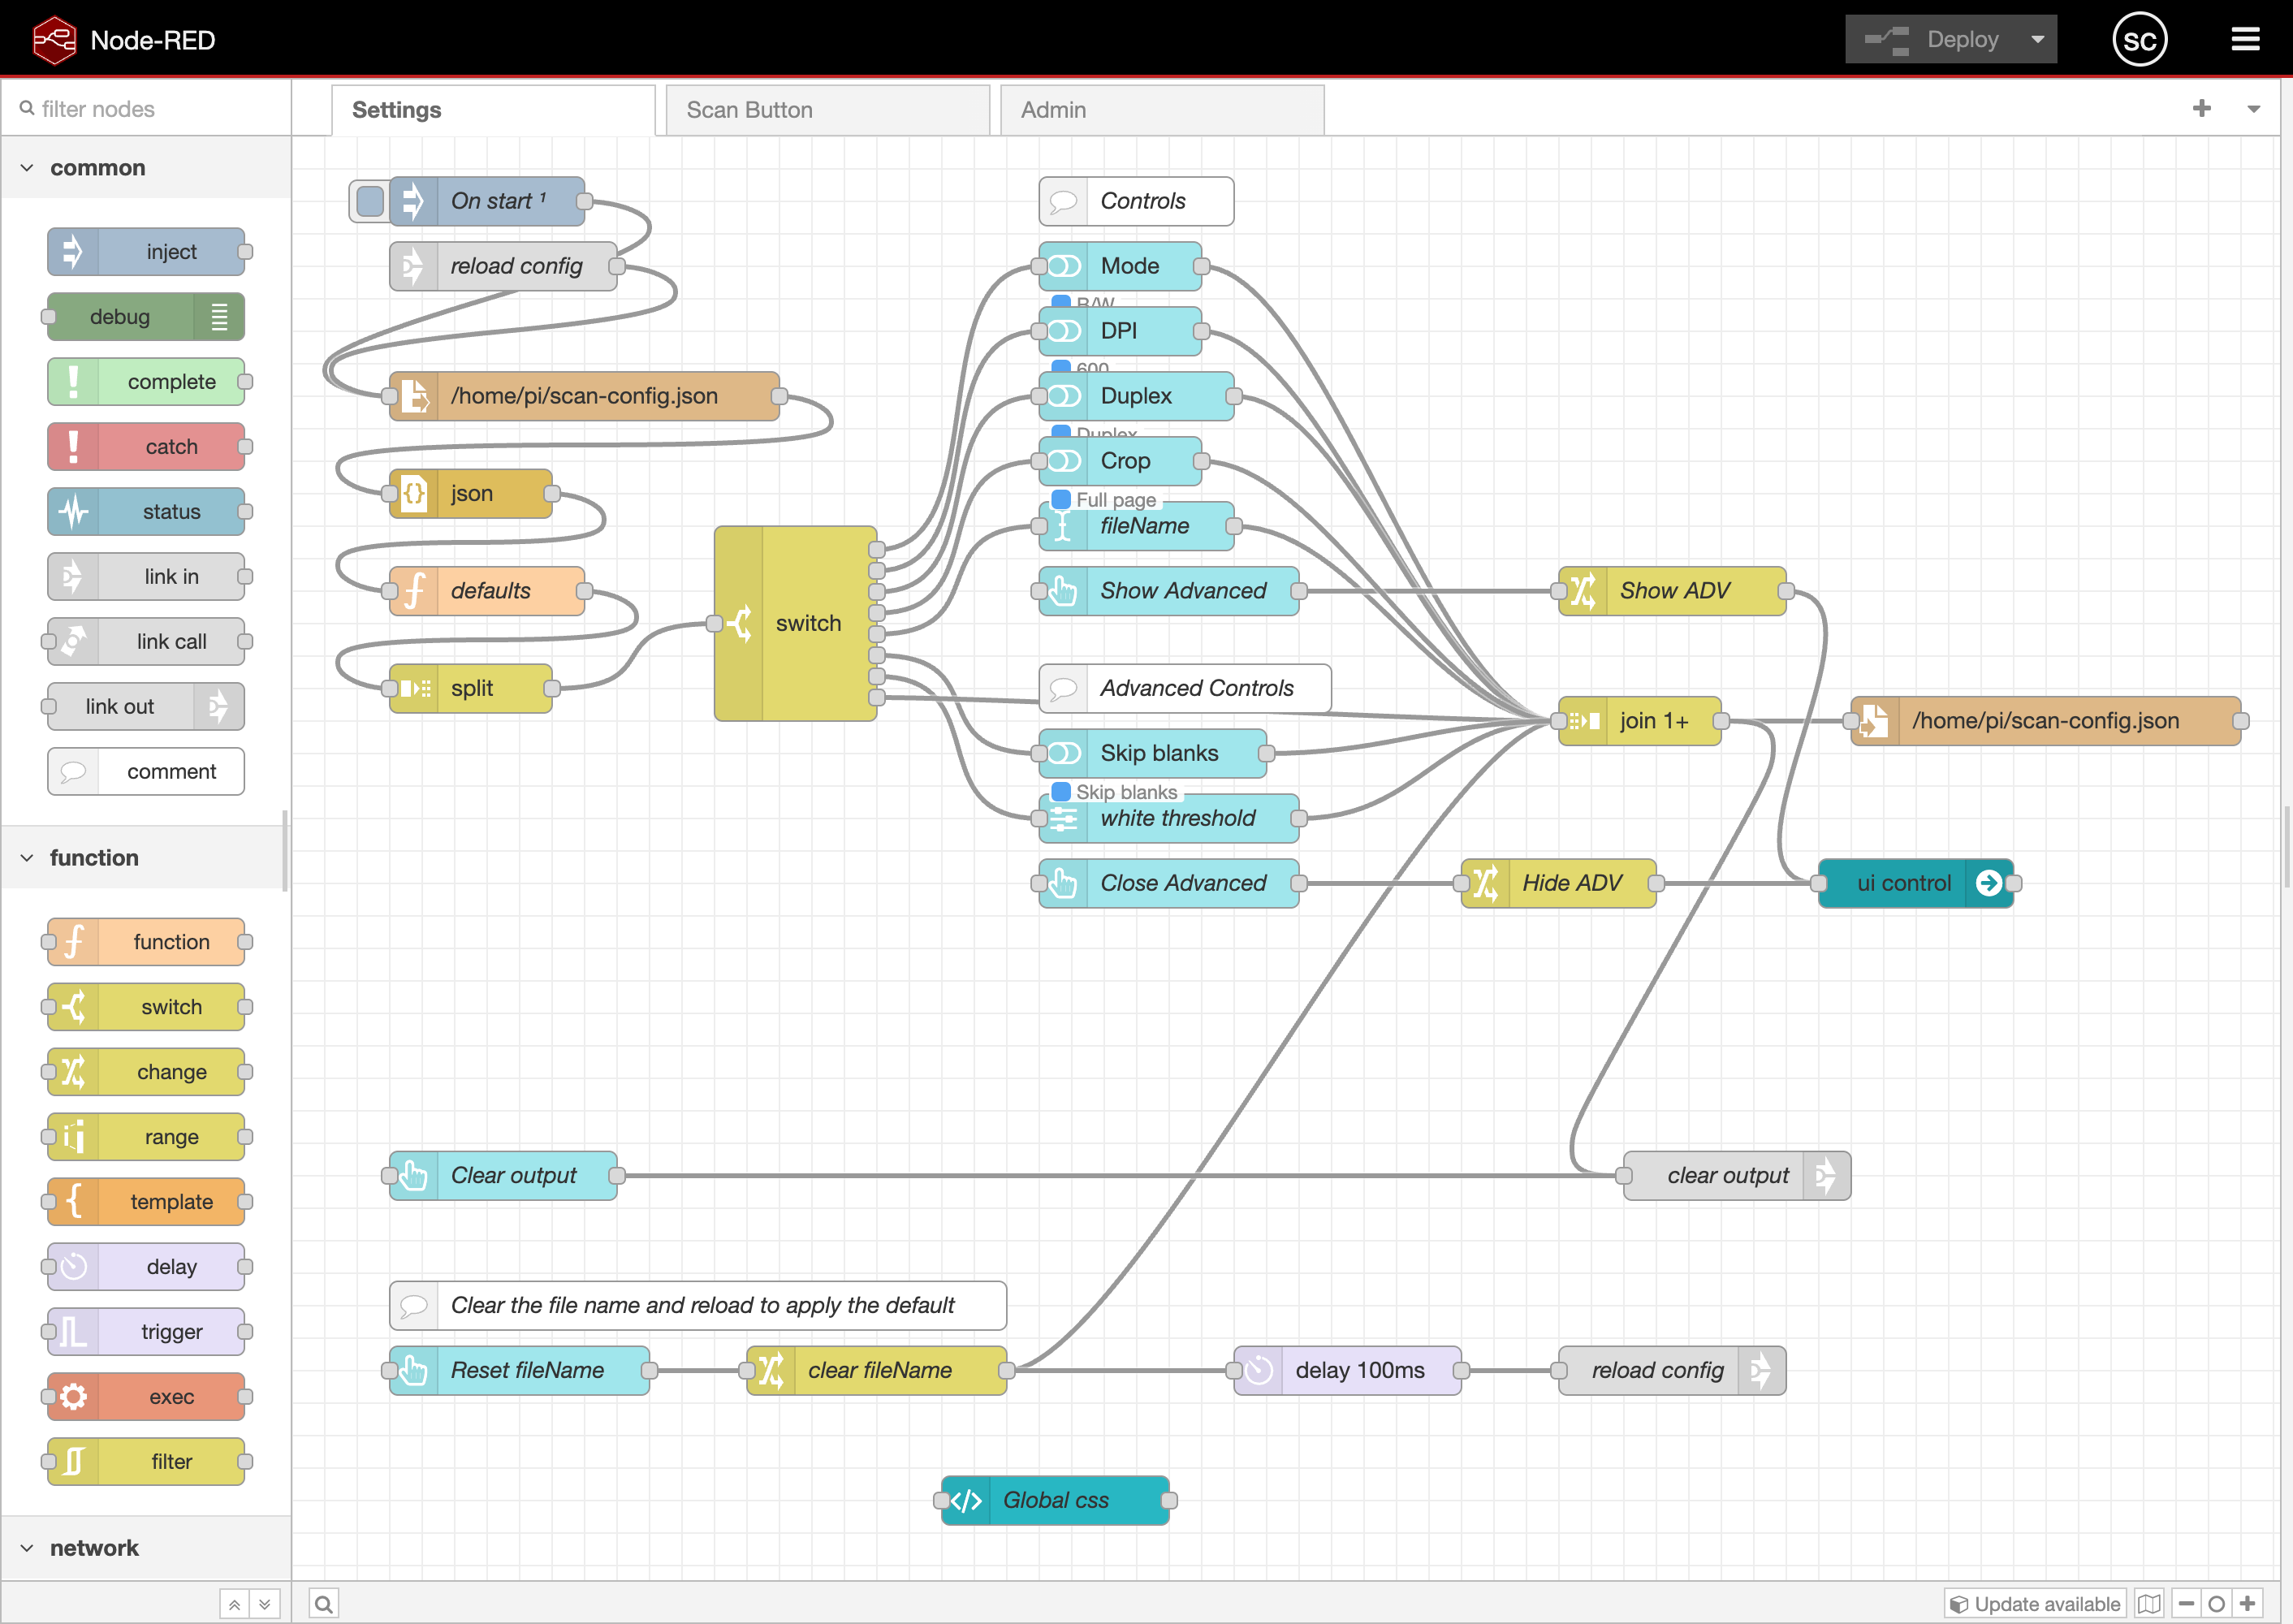 Node-RED
Deploy
SC
filter nodes
Settings
Scan Button
Admin
common
inject
debug
complete
catch
status
link in
link call
link out
comment
function
function
switch
change
range
template
delay
trigger
exec
filter
network
On start ¹
reload config
/home/pi/scan-config.json
json
defaults
split
switch
Controls
Mode
B/W
DPI
600
Duplex
Duplex
Crop
Full page
fileName
Show Advanced
Advanced Controls
Skip blanks
Skip blanks
white threshold
Close Advanced
Show ADV
join 1+
/home/pi/scan-config.json
Hide ADV
ui control
Clear output
clear output
Clear the file name and reload to apply the default
Reset fileName
clear fileName
delay 100ms
reload config
Global css
Update available